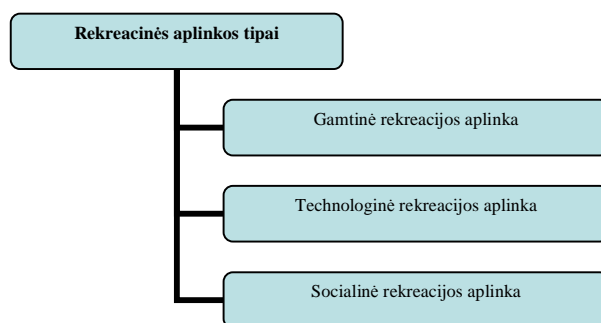 Rekreacinės aplinkos tipai
Gamtinė rekreacijos aplinka
Technologinė rekreacijos aplinka
Socialinė rekreacijos aplinka